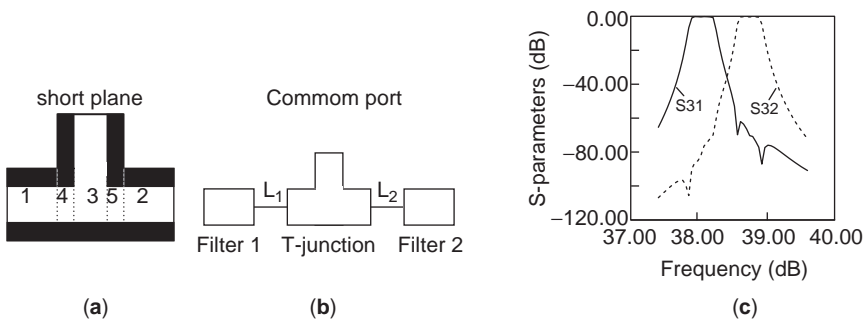 short plane
1 4 3 5 2
(a)
Commom port
L1
L2
Filter 1 T-junction Filter 2
(b)
S-parameters (dB)
0.00
−40.00
−80.00
−120.00
S31
S32
37.00 38.00 39.00 40.00
Frequency (dB)
(c)